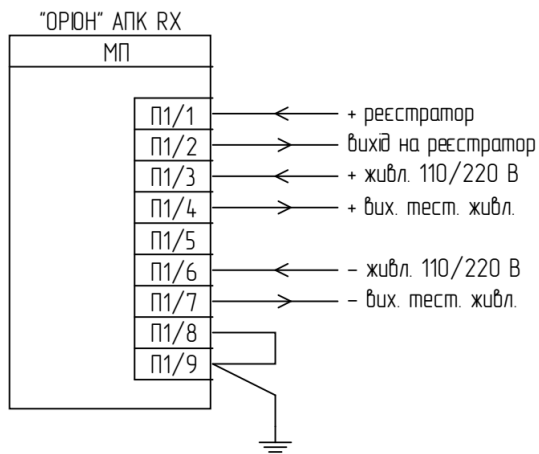 "ОРІОН" АПК RX
МП
П1/1 + реєстратор
П1/2 вихід на реєстратор
П1/3 + живл. 110/220 В
П1/4 + вих. тест. живл.
П1/5
П1/6 - живл. 110/220 В
П1/7 - вих. тест. живл.
П1/8
П1/9